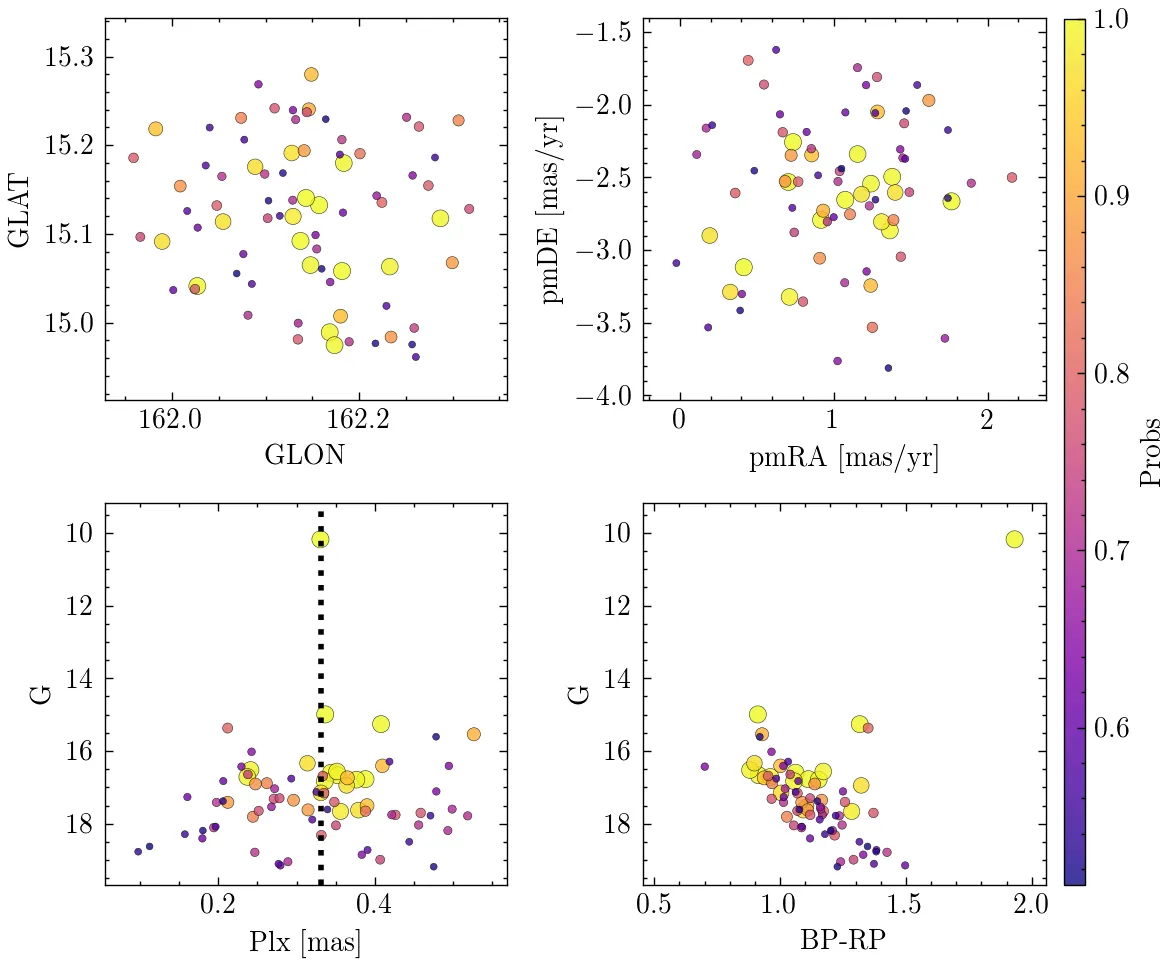 15.3
15.2
15.1
15.0
GLAT
162.0 162.2
GLON
−1.5
−2.0
−2.5
−3.0
−3.5
−4.0
pmDE [mas/yr]
0 1 2
pmRA [mas/yr]
10
12
14
16
18
G
0.2 0.4
Plx [mas]
10
12
14
16
18
G
0.5 1.0 1.5 2.0
BP-RP
1.0
0.9
0.8
0.7
0.6
Probs